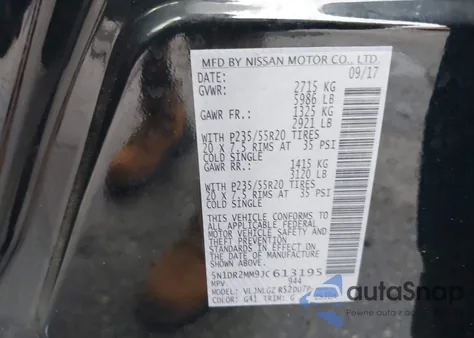 MFD BY NISSAN MOTOR CO., LTD.
DATE: 09/17
GVWR: 2715 KG
5986 LB
GAWR FR.: 1325 KG
2921 LB
WITH P235/55R20 TIRES
20 x 7.5 RIMS AT 35 PSI
COLD SINGLE
GAWR RR.: 1415 KG
3120 LB
WITH P235/55R20 TIRES
20 x 7.5 RIMS AT 35 PSI
COLD SINGLE
THIS VEHICLE CONFORMS TO ALL
APPLICABLE FEDERAL
MOTOR VEHICLE SAFETY AND
THEFT PREVENTION
STANDARDS IN EFFECT ON
THE DATE OF MANUFACTURE
SHOWN ABOVE.
5N1DR2MM9JC613195
MPV 944
MODEL:
COLOR: G41 TRIM: G
autoSnap